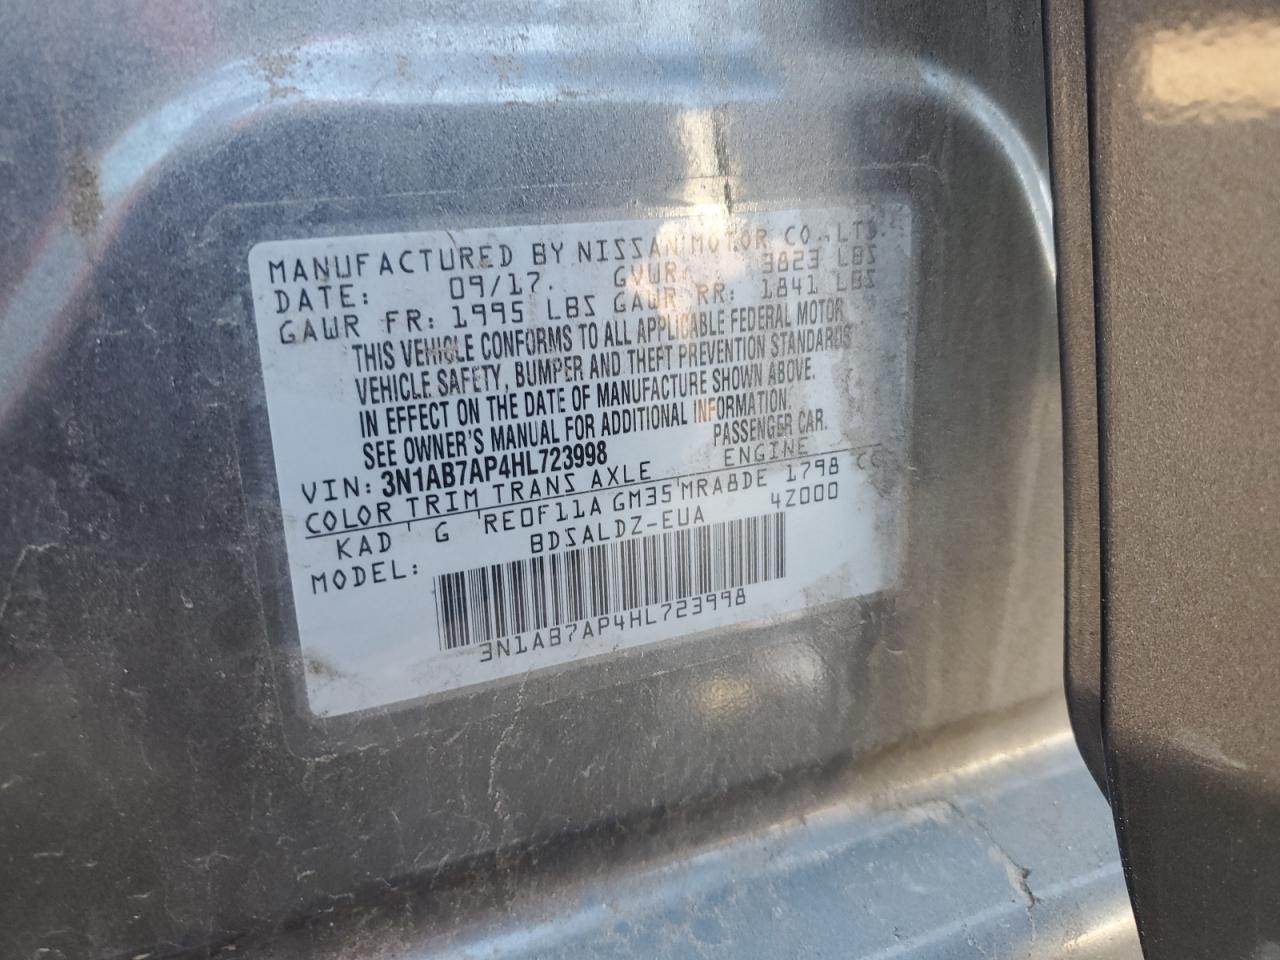 MANUFACTURED BY NISSAN MOTOR CO.,LTD
DATE: 09/17. GVWR: 3823 LBS
GAWR FR: 1995 LBS GAWR RR: 1841 LBS
THIS VEHICLE CONFORMS TO ALL APPLICABLE FEDERAL MOTOR
VEHICLE SAFETY, BUMPER AND THEFT PREVENTION STANDARDS
IN EFFECT ON THE DATE OF MANUFACTURE SHOWN ABOVE.
SEE OWNER'S MANUAL FOR ADDITIONAL INFORMATION.
VIN: 3N1AB7AP4HL723998 PASSENGER CAR.
COLOR TRIM TRANS AXLE ENGINE
KAD G RE0F11A GM35 MRA8DE 1798 CC
MODEL: BDSALDZ-EUA 4Z000
3N1AB7AP4HL723998